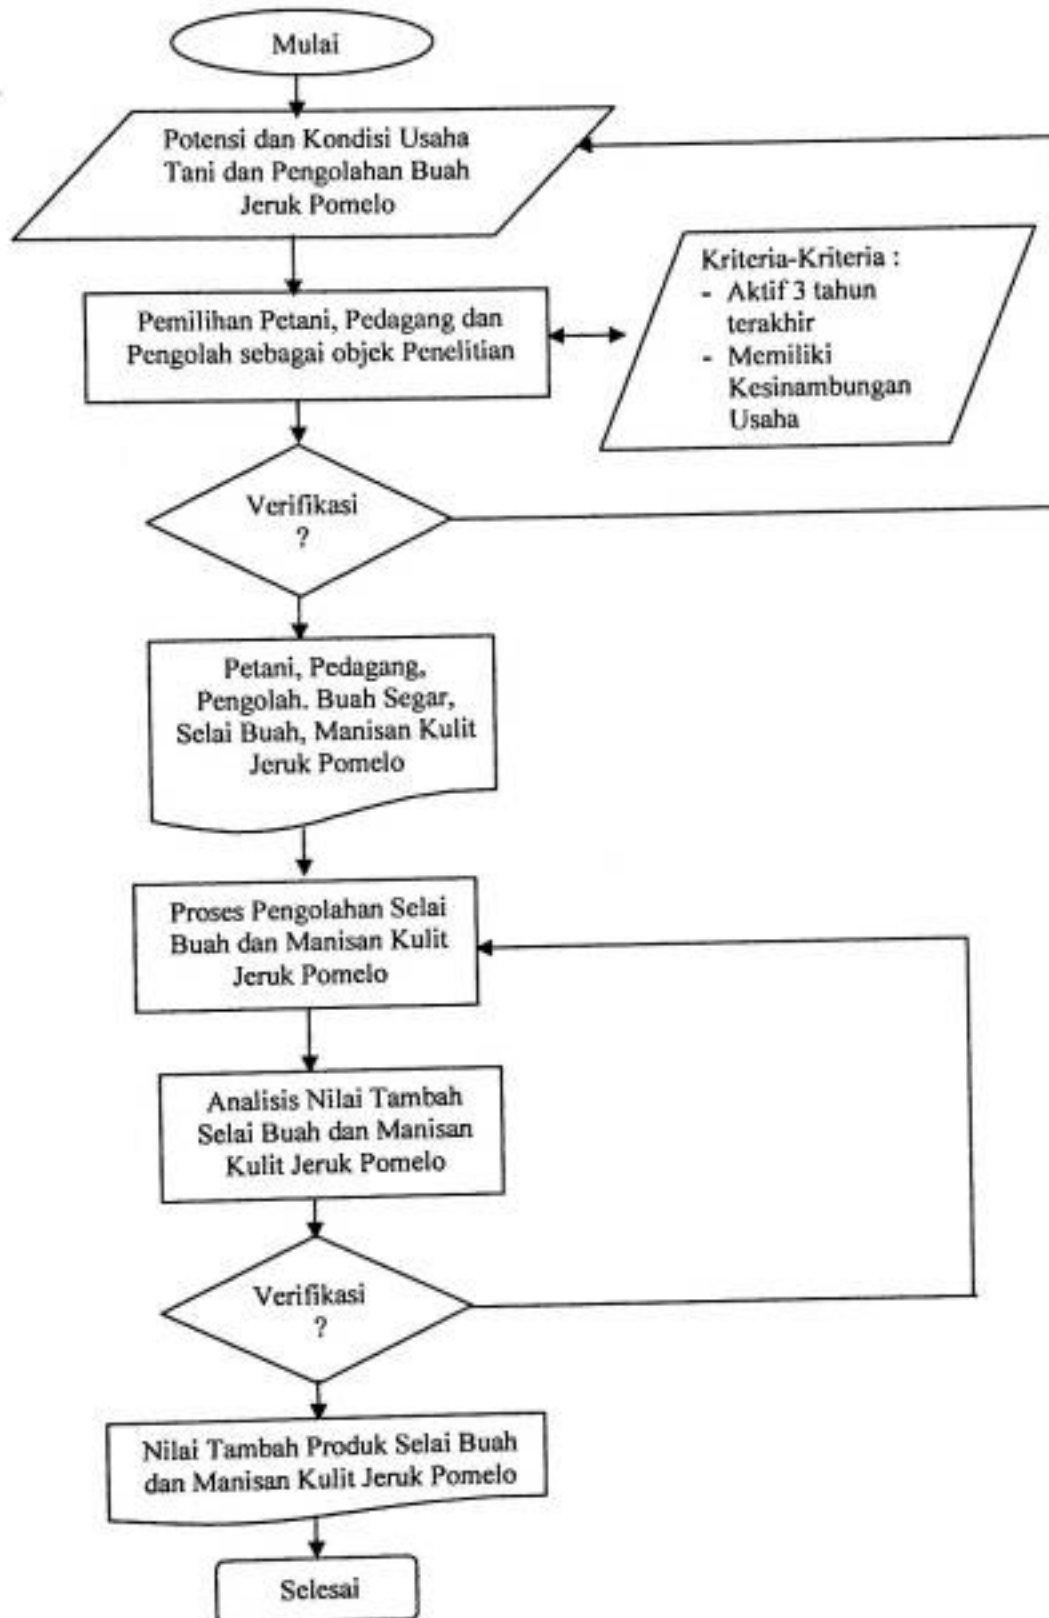 Mulai
Potensi dan Kondisi Usaha
Tani dan Pengolahan Buah
Jeruk Pomelo
Kriteria-Kriteria :
- Aktif 3 tahun
terakhir
- Memiliki
Kesinambungan
Usaha
Pemilihan Petani, Pedagang dan
Pengolah sebagai objek Penelitian
Verifikasi
?
Petani, Pedagang,
Pengolah. Buah Segar,
Selai Buah, Manisan Kulit
Jeruk Pomelo
Proses Pengolahan Selai
Buah dan Manisan Kulit
Jeruk Pomelo
Analisis Nilai Tambah
Selai Buah dan Manisan
Kulit Jeruk Pomelo
Verifikasi
?
Nilai Tambah Produk Selai Buah
dan Manisan Kulit Jeruk Pomelo
Selesai